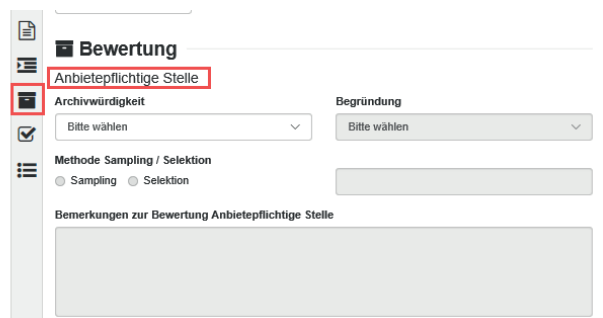 Bewertung
Anbietepflichtige Stelle
Archivwürdigkeit Begründung
Bitte wählen Bitte wählen
Methode Sampling / Selektion
Sampling Selektion
Bemerkungen zur Bewertung Anbietepflichtige Stelle